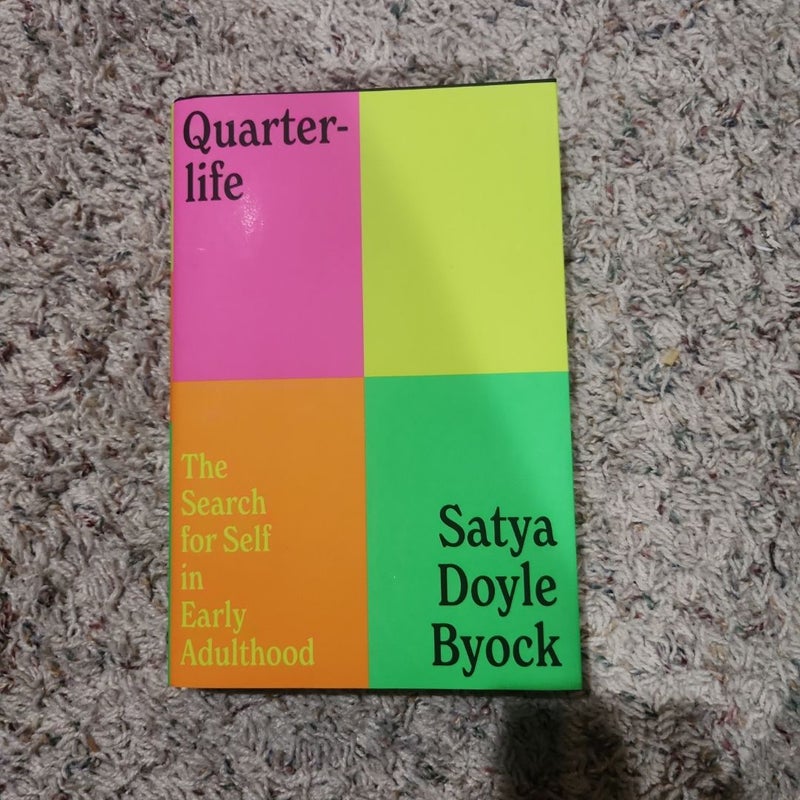 Quarter-
life
The
Search
for Self
in
Early
Adulthood
Satya
Doyle
Byock